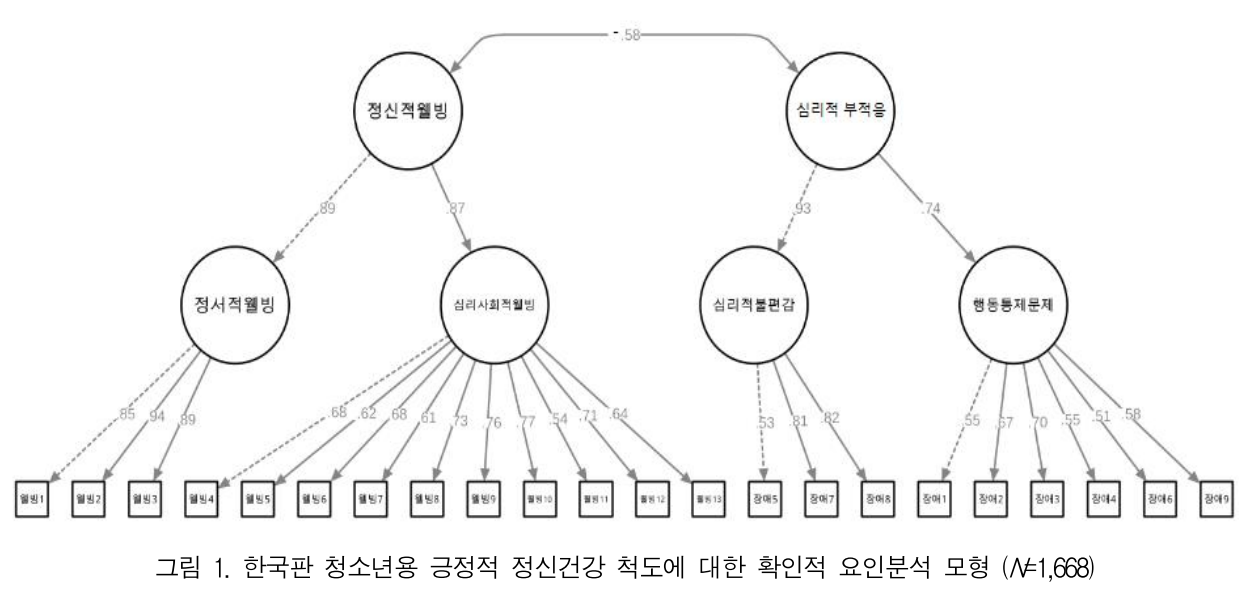 -.58
정신적웰빙 심리적 부적응
.89 .87 .93 .74
정서적웰빙 심리사회적웰빙 심리적불편감 행동통제문제
.85 .94 .89 .68 .62 .68 .61 .73 .76 .77 .54 .71 .64 .53 .81 .82 .55 .67 .70 .55 .51 .58
웰빙1 웰빙2 웰빙3 웰빙4 웰빙5 웰빙6 웰빙7 웰빙8 웰빙9 웰빙10 웰빙11 웰빙12 웰빙13 장애5 장애7 장애8 장애1 장애2 장애3 장애4 장애6 장애9
그림 1. 한국판 청소년용 긍정적 정신건강 척도에 대한 확인적 요인분석 모형 (N=1,668)